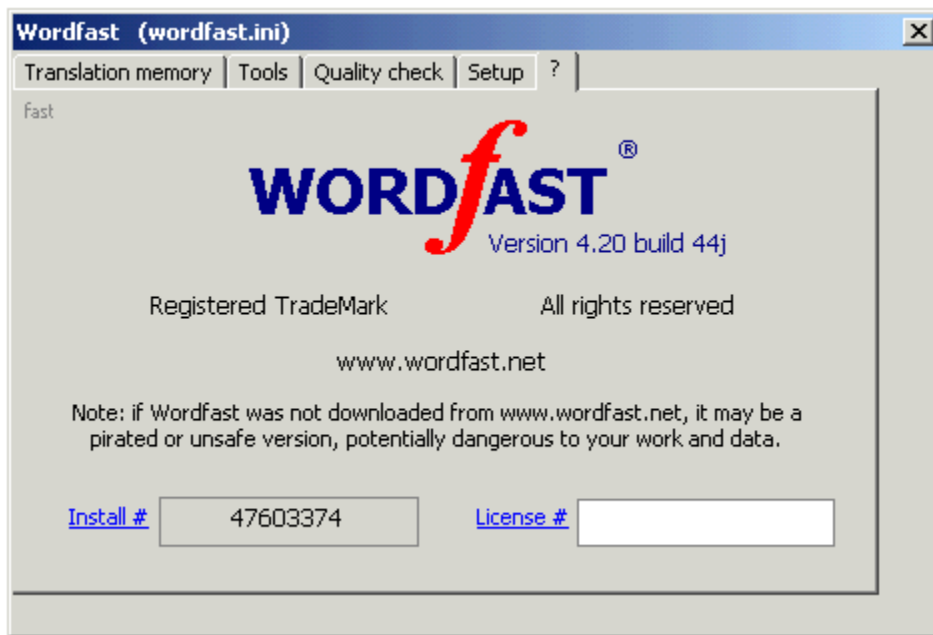 Wordfast (wordfast.ini)
Translation memory Tools Quality check Setup ?
fast
WORDfAST ®
Version 4.20 build 44j
Registered TradeMark All rights reserved
www.wordfast.net
Note: if Wordfast was not downloaded from www.wordfast.net, it may be a
pirated or unsafe version, potentially dangerous to your work and data.
Install # 47603374 License #